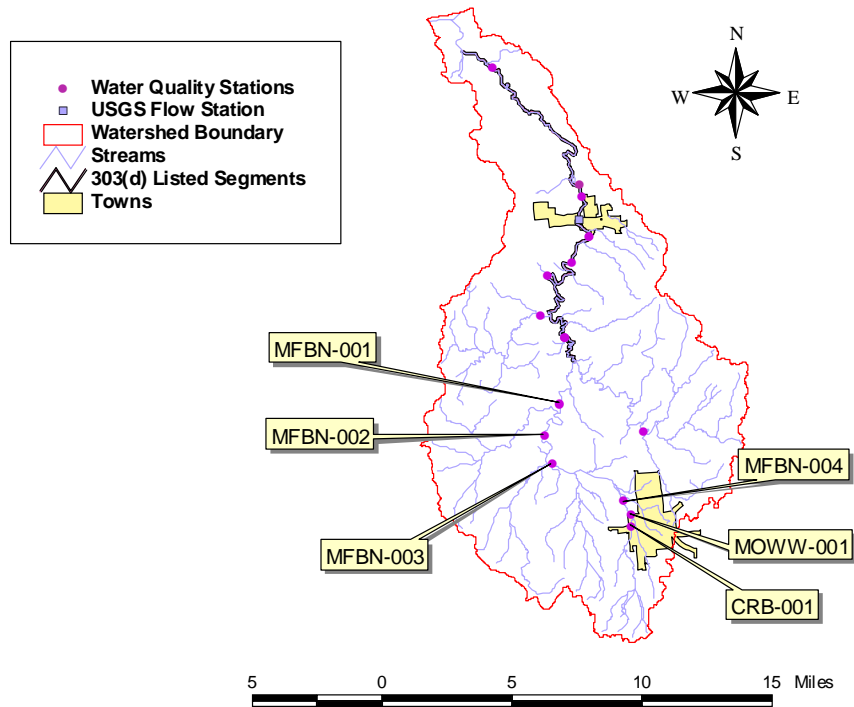 Water Quality Stations
USGS Flow Station
Watershed Boundary
Streams
303(d) Listed Segments
Towns
N
W
E
S
MFBN-001
MFBN-002
MFBN-003
MFBN-004
MOWW-001
CRB-001
5 0 5 10 15 Miles